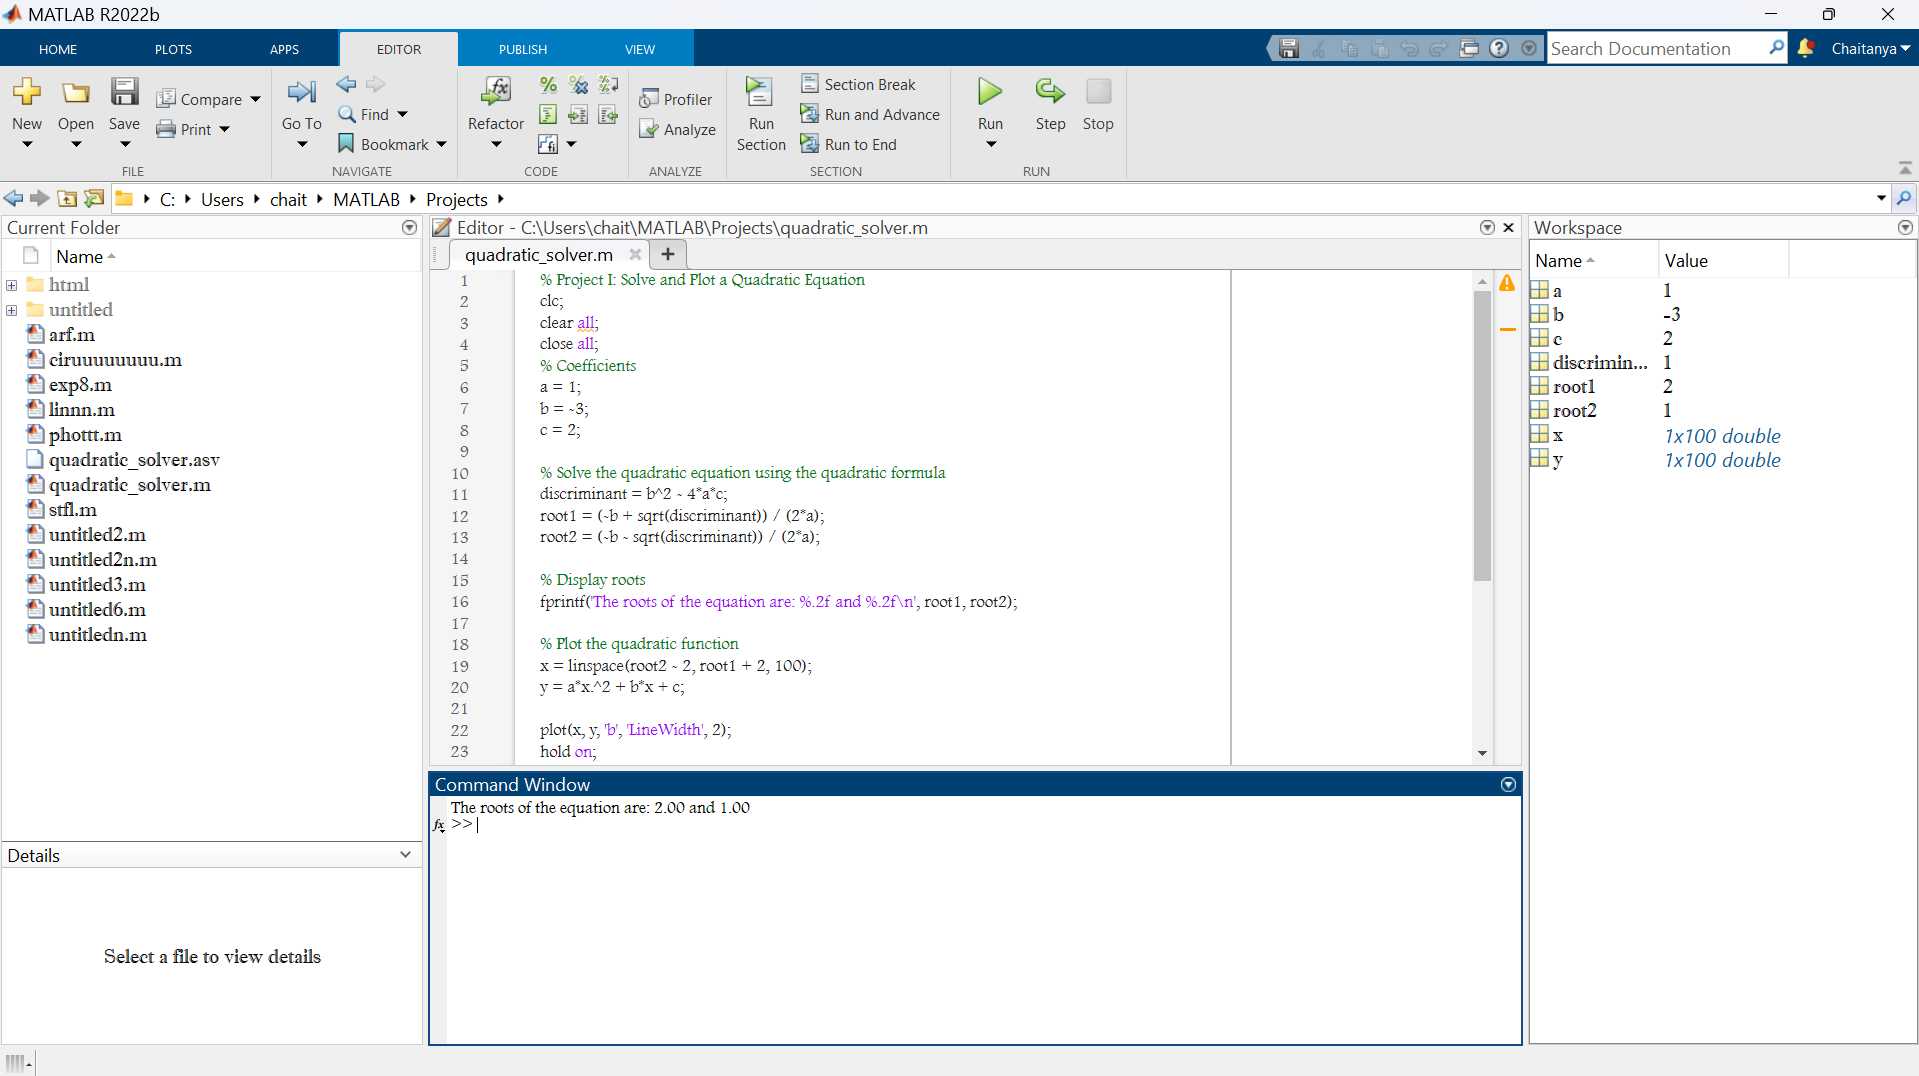 MATLAB R2022b
HOME PLOTS APPS EDITOR PUBLISH VIEW
Search Documentation
Chaitanya
New
Open
Save
Compare
Print
FILE
Go To
Find
Bookmark
NAVIGATE
Refactor
CODE
Profiler
Analyze
ANALYZE
Run Section
Section Break
Run and Advance
Run to End
SECTION
Run
Step
Stop
RUN
C: Users chait MATLAB Projects
Current Folder
Name
html
untitled
arf.m
ciruuuuuuuu.m
exp8.m
linnn.m
phottt.m
quadratic_solver.asv
quadratic_solver.m
stfl.m
untitled2.m
untitled2n.m
untitled3.m
untitled6.m
untitledn.m
Details
Select a file to view details
Editor - C:\Users\chait\MATLAB\Projects\quadratic_solver.m
quadratic_solver.m
1 % Project I: Solve and Plot a Quadratic Equation
2 clc;
3 clear all;
4 close all;
5 % Coefficients
6 a = 1;
7 b = -3;
8 c = 2;
9
10 % Solve the quadratic equation using the quadratic formula
11 discriminant = b^2 - 4*a*c;
12 root1 = (-b + sqrt(discriminant)) / (2*a);
13 root2 = (-b - sqrt(discriminant)) / (2*a);
14
15 % Display roots
16 fprintf('The roots of the equation are: %.2f and %.2f\n', root1, root2);
17
18 % Plot the quadratic function
19 x = linspace(root2 - 2, root1 + 2, 100);
20 y = a*x.^2 + b*x + c;
21
22 plot(x, y, 'b', 'LineWidth', 2);
23 hold on;
Command Window
The roots of the equation are: 2.00 and 1.00
fx >>
Workspace
Name Value
a 1
b -3
c 2
discrimin... 1
root1 2
root2 1
x 1x100 double
y 1x100 double